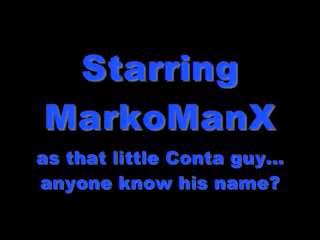 Starring
MarkoManX
as that little Conta guy...
anyone know his name?